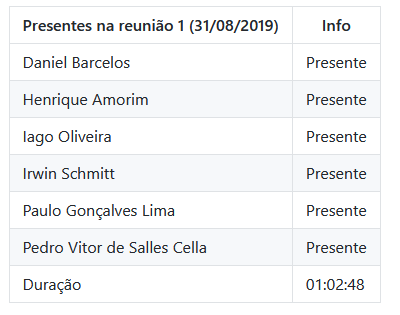 Presentes na reunião 1 (31/08/2019) Info
Daniel Barcelos Presente
Henrique Amorim Presente
Iago Oliveira Presente
Irwin Schmitt Presente
Paulo Gonçalves Lima Presente
Pedro Vitor de Salles Cella Presente
Duração 01:02:48